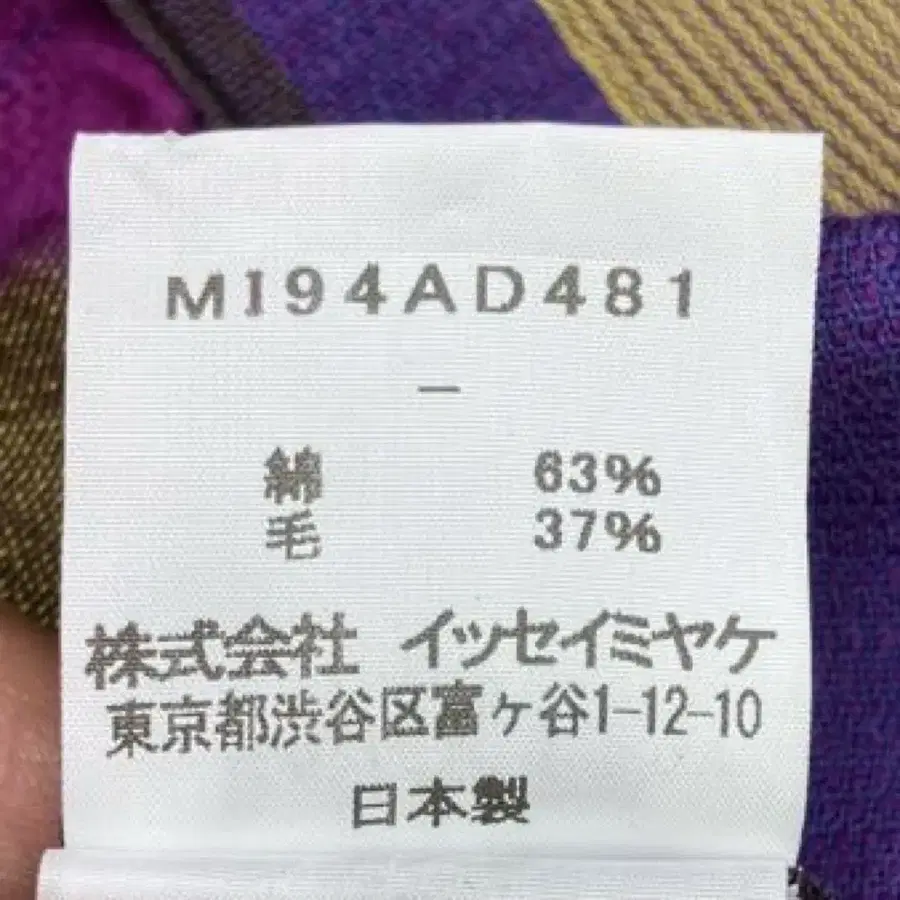 M194AD481
—
綿 63%
毛 37%
株式会社 イッセイミヤケ
東京都渋谷区富ヶ谷1-12-10
日本製